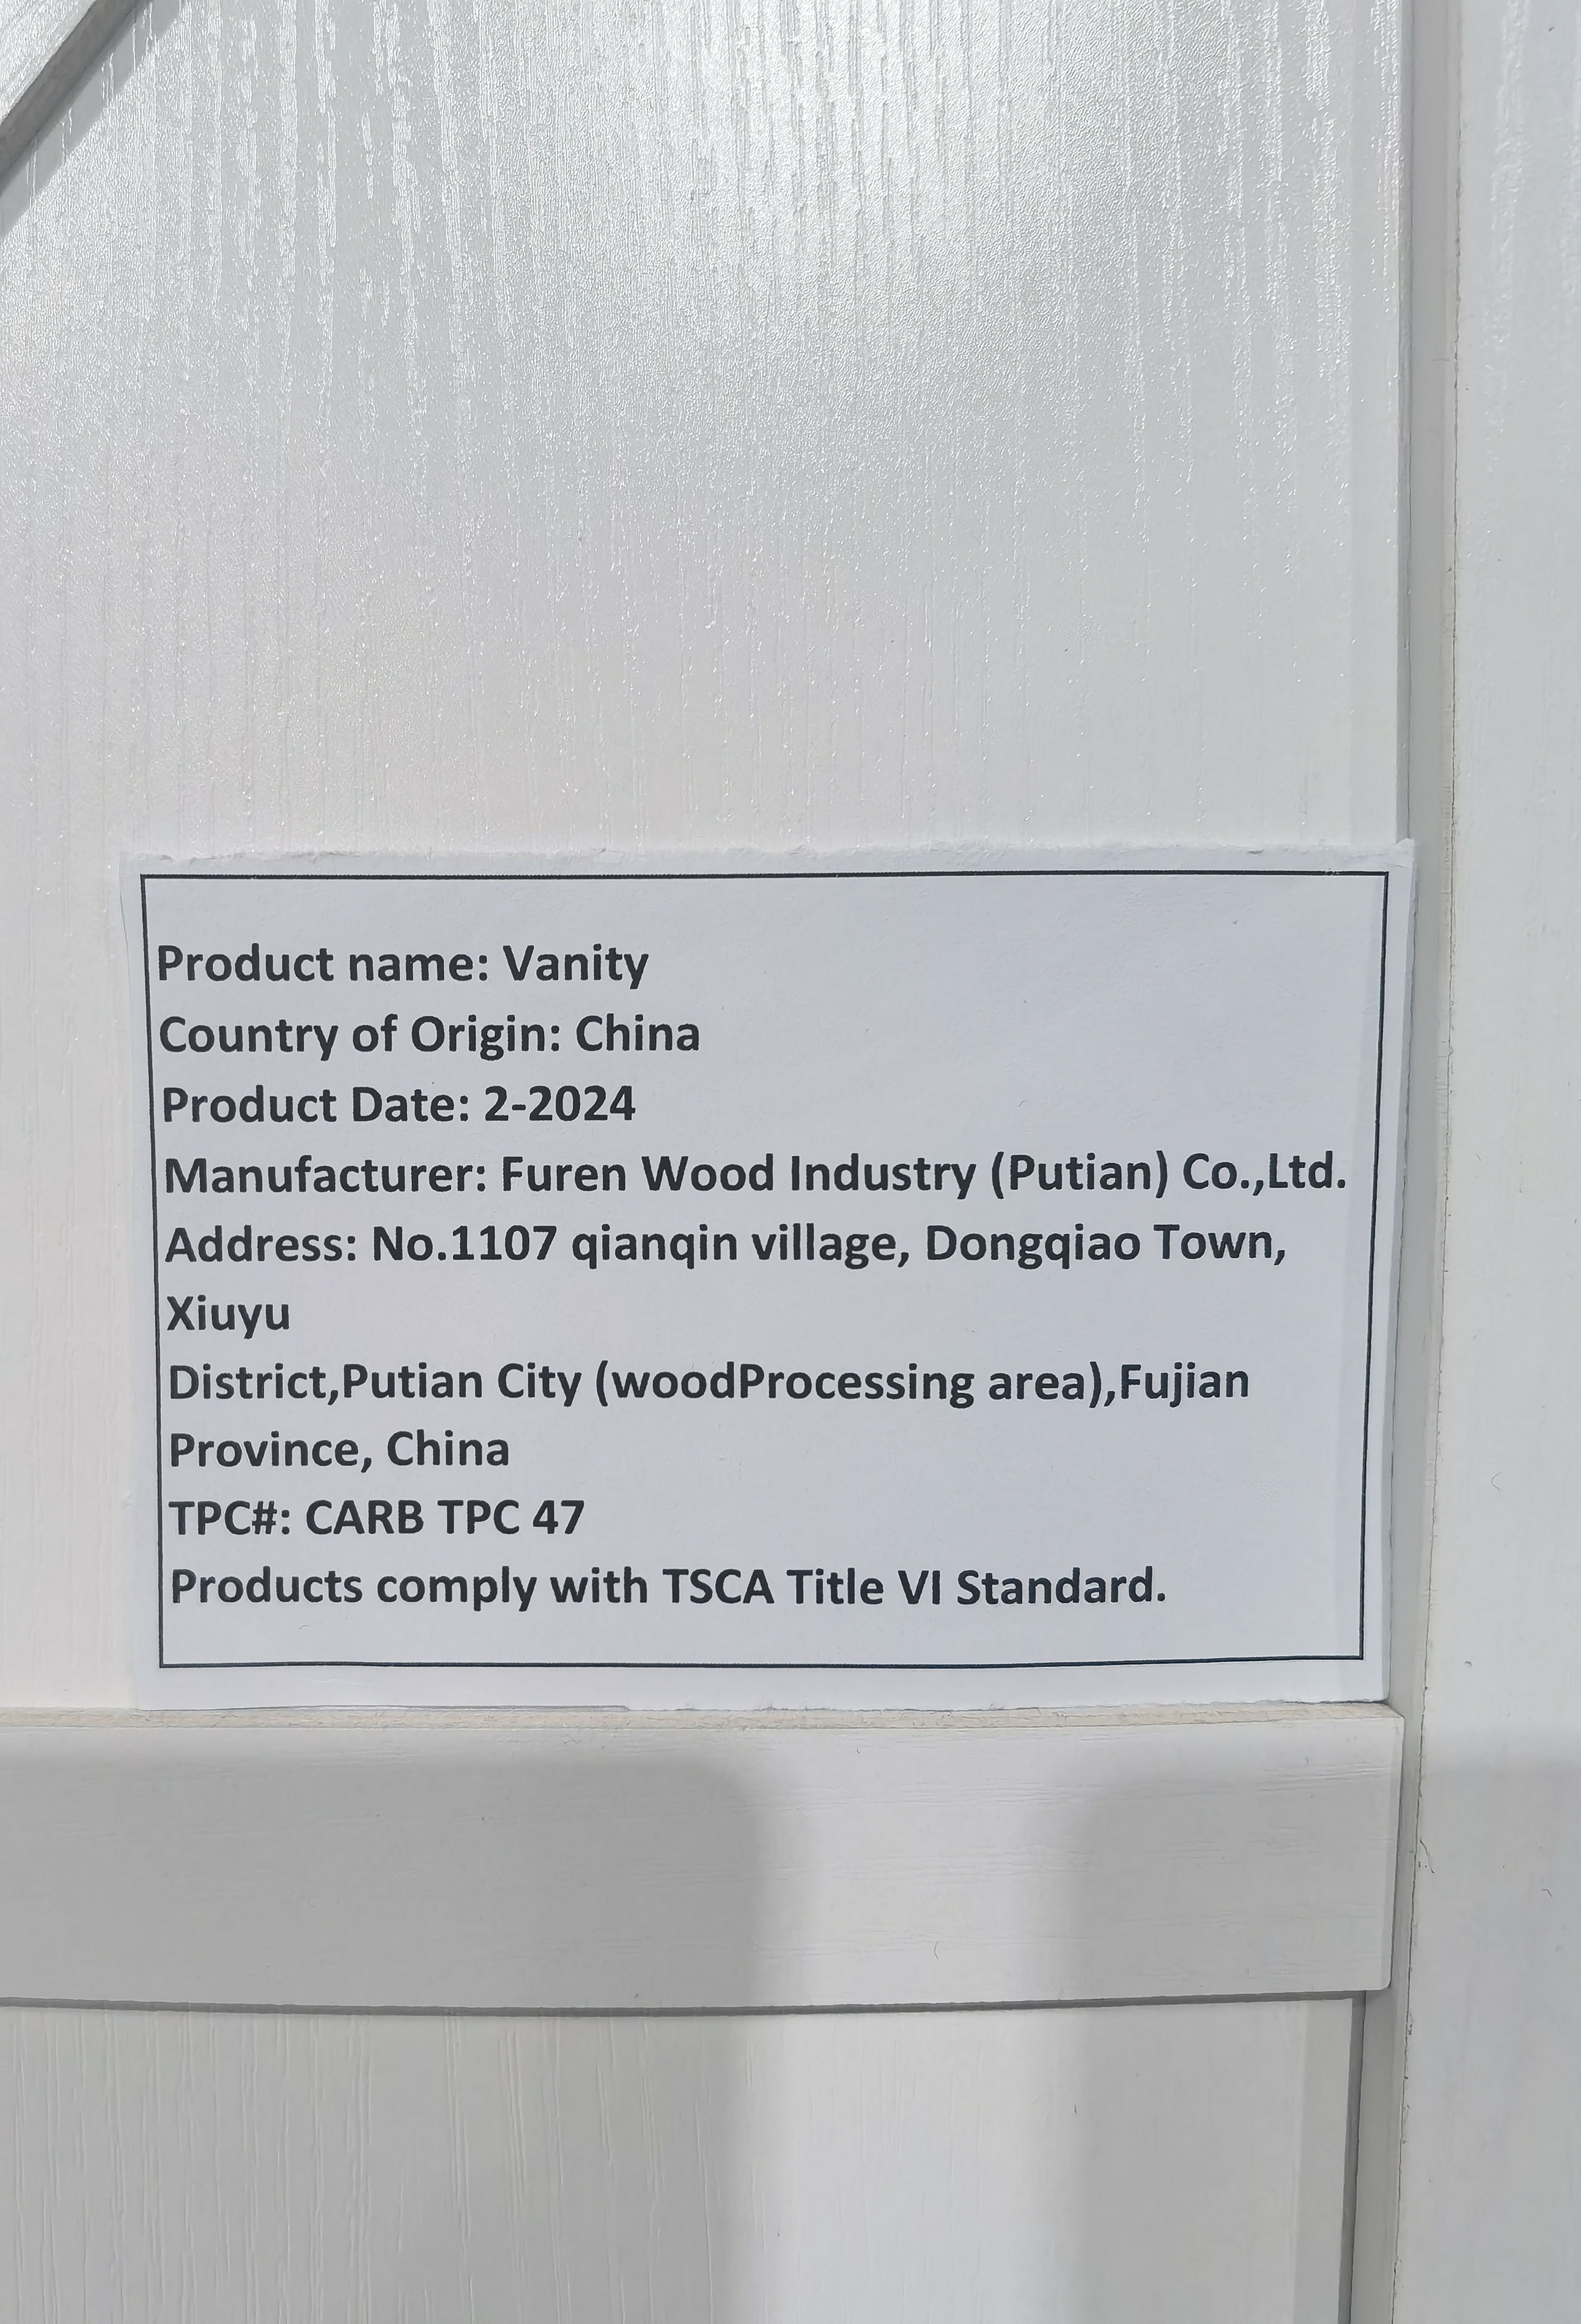 Product name: Vanity
Country of Origin: China
Product Date: 2-2024
Manufacturer: Furen Wood Industry (Putian) Co.,Ltd.
Address: No.1107 qianqin village, Dongqiao Town,
Xiuyu
District,Putian City (woodProcessing area),Fujian
Province, China
TPC#: CARB TPC 47
Products comply with TSCA Title VI Standard.